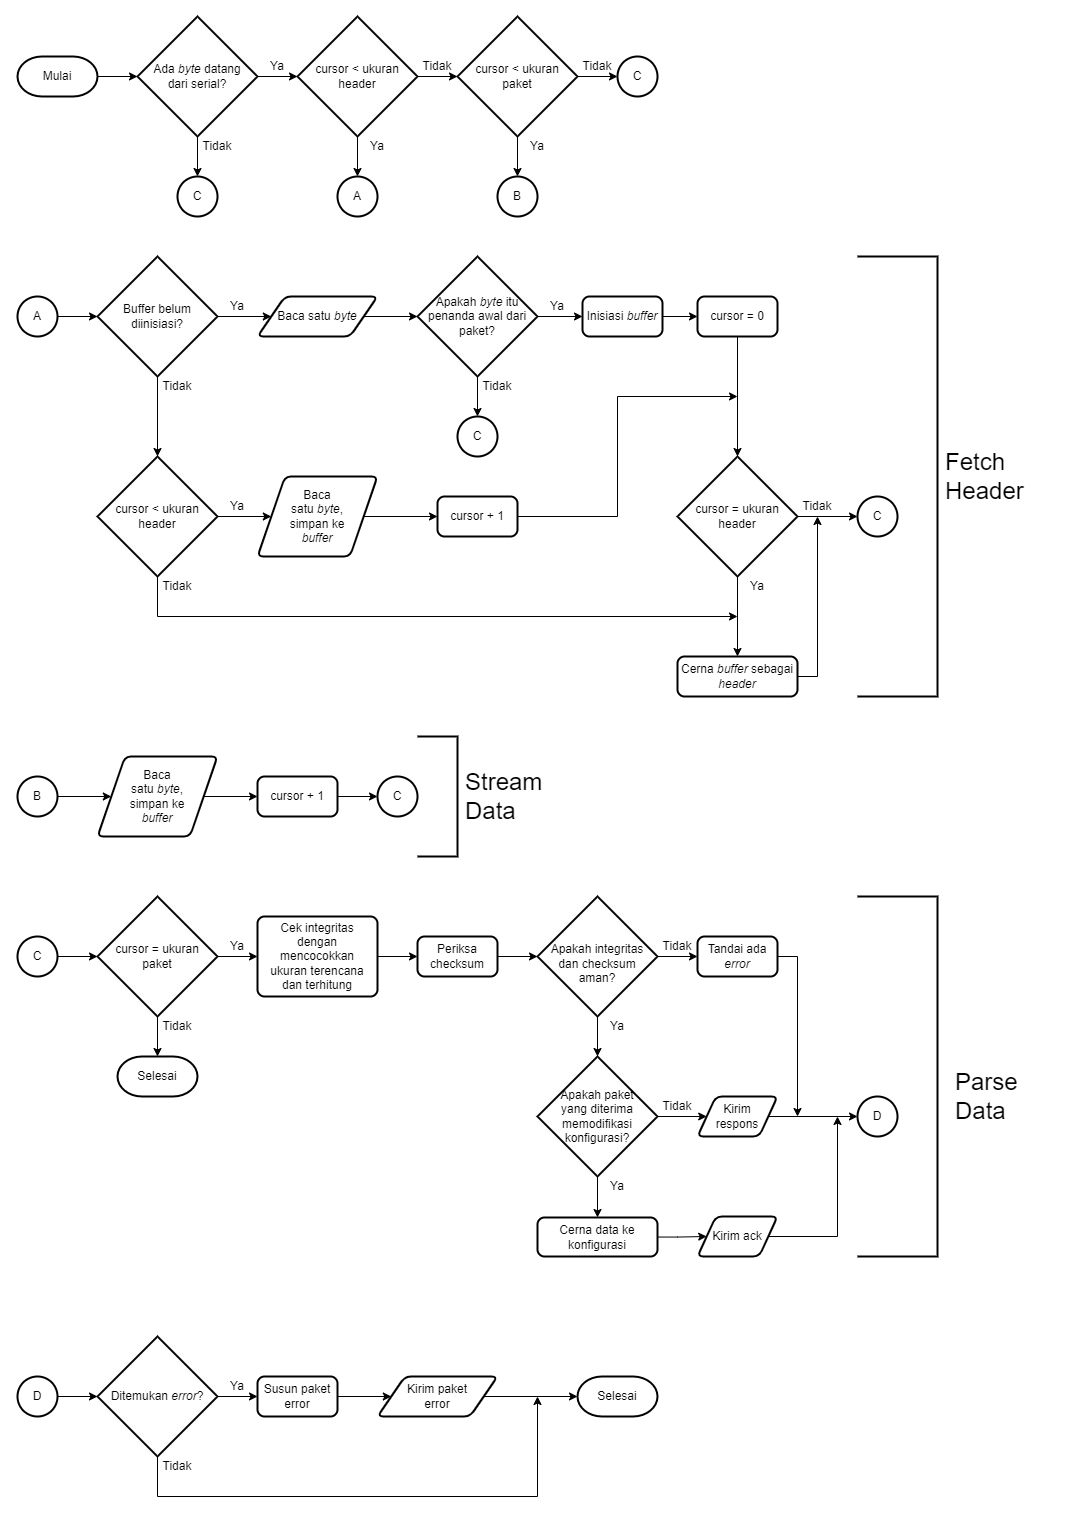 Mulai
Ada byte datang
dari serial?
Ya
cursor < ukuran
header
Tidak
cursor < ukuran
paket
Tidak
C
Tidak
Ya
Ya
C
A
B
A
Buffer belum
diinisiasi?
Ya
Baca satu byte
Apakah byte itu
penanda awal dari
paket?
Ya
Inisiasi buffer
cursor = 0
Tidak
Tidak
C
Fetch
Header
cursor < ukuran
header
Ya
Baca
satu byte,
simpan ke
buffer
cursor + 1
cursor = ukuran
header
Tidak
C
Tidak
Ya
Cerna buffer sebagai
header
B
Baca
satu byte,
simpan ke
buffer
cursor + 1
C
Stream
Data
C
cursor = ukuran
paket
Ya
Cek integritas
dengan
mencocokkan
ukuran terencana
dan terhitung
Periksa
checksum
Apakah integritas
dan checksum
aman?
Tidak
Tandai ada
error
Tidak
Ya
Selesai
Apakah paket
yang diterima
memodifikasi
konfigurasi?
Tidak
Kirim
respons
D
Parse
Data
Ya
Cerna data ke
konfigurasi
Kirim ack
D
Ditemukan error?
Ya
Susun paket
error
Kirim paket
error
Selesai
Tidak